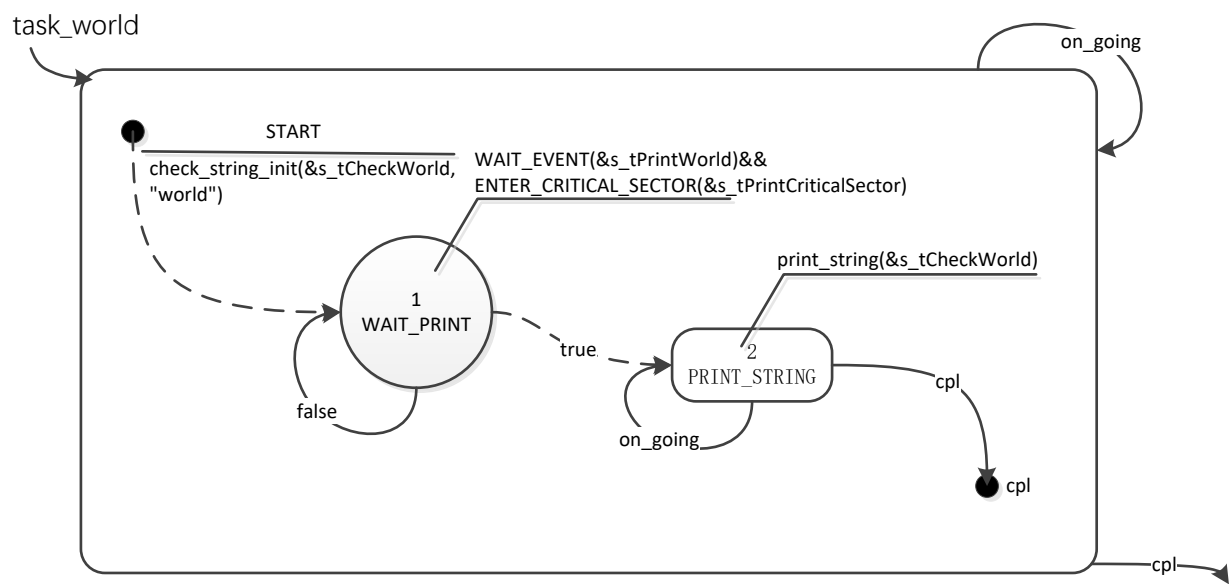 task_world
on_going
START
check_string_init(&s_tCheckWorld,
"world")
WAIT_EVENT(&s_tPrintWorld)&&
ENTER_CRITICAL_SECTOR(&s_tPrintCriticalSector)
print_string(&s_tCheckWorld)
1
WAIT_PRINT
true
2
PRINT_STRING
cpl
false
on_going
cpl
cpl